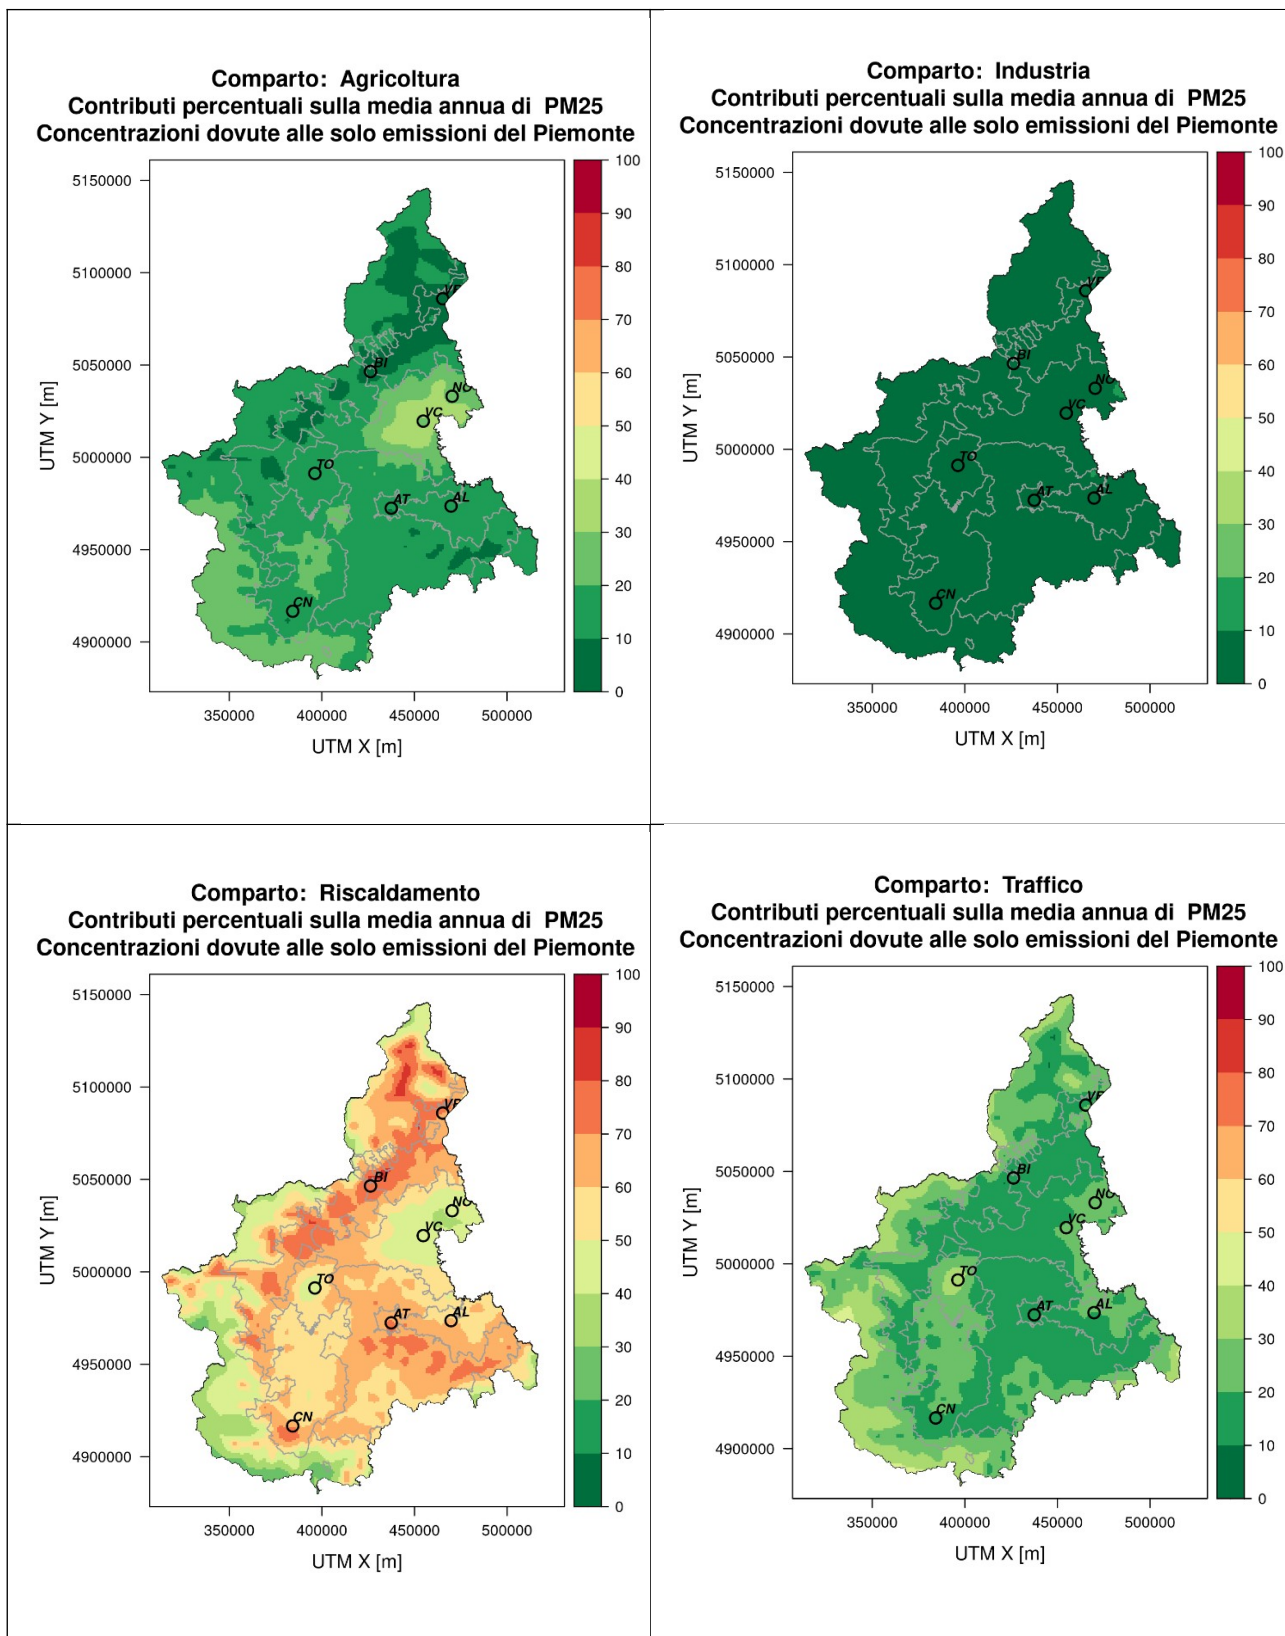 Comparto: Agricoltura
Contributi percentuali sulla media annua di PM25
Concentrazioni dovute alle solo emissioni del Piemonte
UTM Y [m]
5150000
5100000
5050000
5000000
4950000
4900000
350000 400000 450000 500000
UTM X [m]
BI
VC
TO
AT
AL
CN
100
90
80
70
60
50
40
30
20
10
0
Comparto: Industria
Contributi percentuali sulla media annua di PM25
Concentrazioni dovute alle solo emissioni del Piemonte
UTM Y [m]
5150000
5100000
5050000
5000000
4950000
4900000
350000 400000 450000 500000
UTM X [m]
BI
VC
TO
AT
AL
CN
100
90
80
70
60
50
40
30
20
10
0
Comparto: Riscaldamento
Contributi percentuali sulla media annua di PM25
Concentrazioni dovute alle solo emissioni del Piemonte
UTM Y [m]
5150000
5100000
5050000
5000000
4950000
4900000
350000 400000 450000 500000
UTM X [m]
BI
VC
TO
AT
AL
CN
100
90
80
70
60
50
40
30
20
10
0
Comparto: Traffico
Contributi percentuali sulla media annua di PM25
Concentrazioni dovute alle solo emissioni del Piemonte
UTM Y [m]
5150000
5100000
5050000
5000000
4950000
4900000
350000 400000 450000 500000
UTM X [m]
BI
VC
TO
AT
AL
CN
100
90
80
70
60
50
40
30
20
10
0